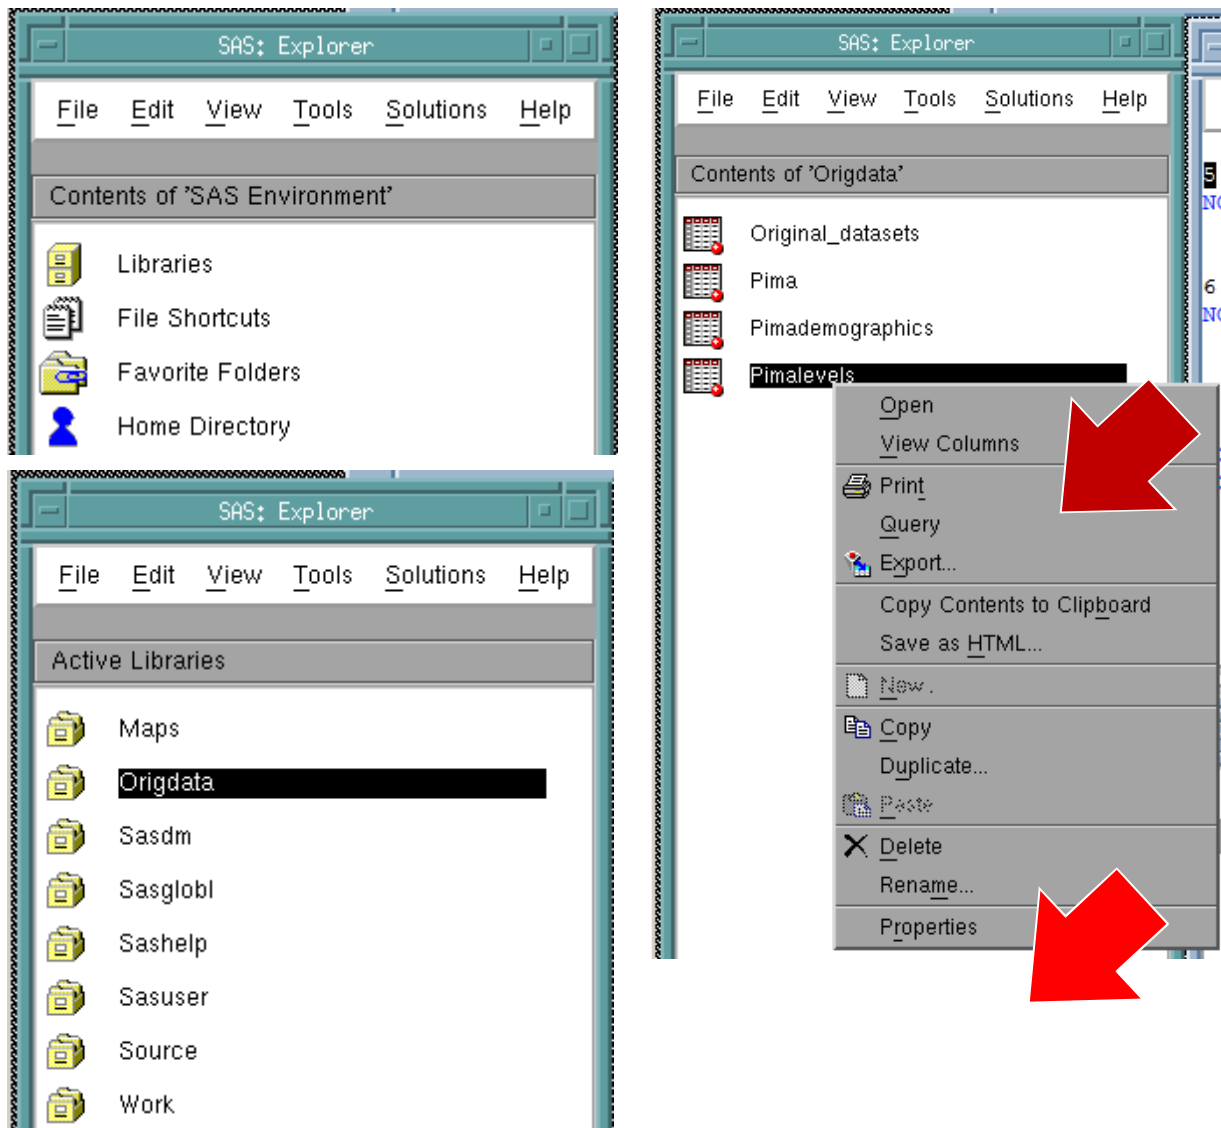 SAS: Explorer
File Edit View Tools Solutions Help
Contents of 'SAS Environment'
Libraries
File Shortcuts
Favorite Folders
Home Directory
SAS: Explorer
File Edit View Tools Solutions Help
Active Libraries
Maps
Origdata
Sasdm
Sasglobl
Sashelp
Sasuser
Source
Work
SAS: Explorer
File Edit View Tools Solutions Help
Contents of 'Origdata'
Original_datasets
Pima
Pimademographics
Pimalevels
Open
View Columns
Print
Query
Export...
Copy Contents to Clipboard
Save as HTML...
New .
Copy
Duplicate...
Paste
Delete
Rename...
Properties
5
6